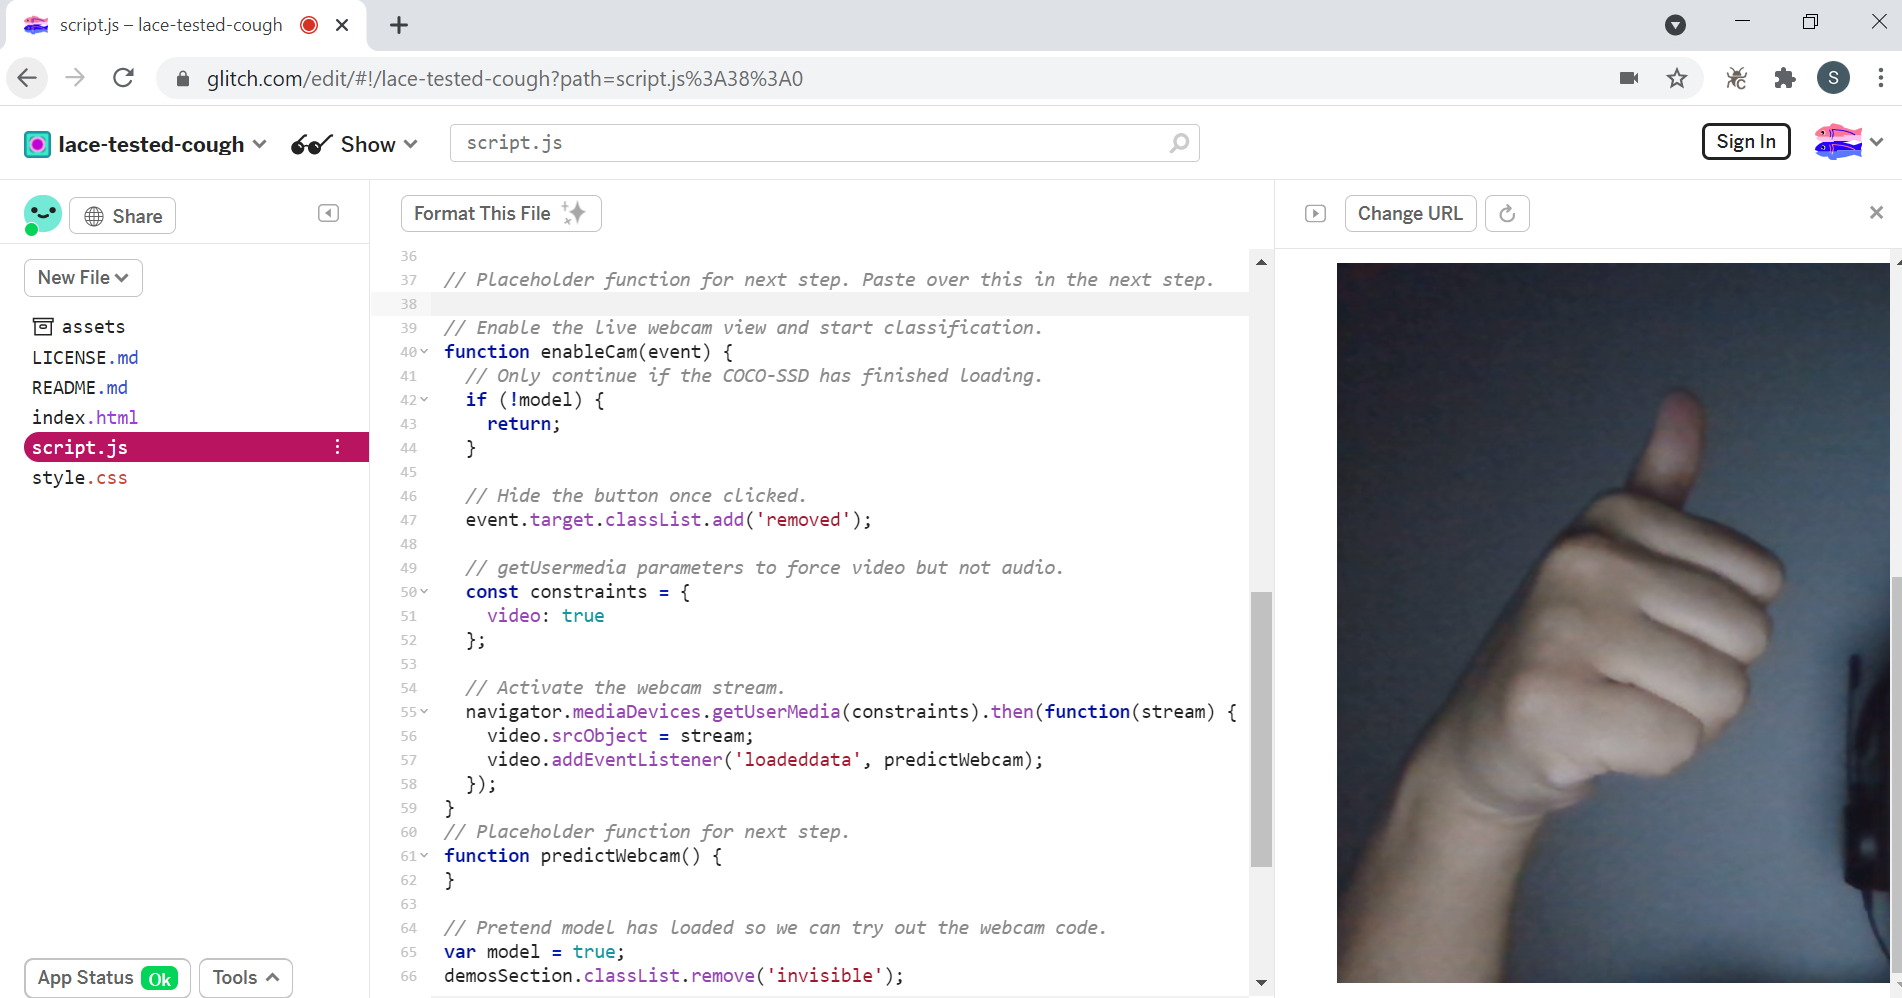 script.js – lace-tested-cough
glitch.com/edit/#!/lace-tested-cough?path=script.js%3A38%3A0
S
lace-tested-cough
Show
script.js
Sign In
Share
New File
assets
LICENSE.md
README.md
index.html
script.js
style.css
App Status Ok
Tools
Format This File
36
37 // Placeholder function for next step. Paste over this in the next step.
38
39 // Enable the live webcam view and start classification.
40 function enableCam(event) {
41   // Only continue if the COCO-SSD has finished loading.
42   if (!model) {
43     return;
44   }
45
46   // Hide the button once clicked.
47   event.target.classList.add('removed');
48
49   // getUsermedia parameters to force video but not audio.
50   const constraints = {
51     video: true
52   };
53
54   // Activate the webcam stream.
55   navigator.mediaDevices.getUserMedia(constraints).then(function(stream) {
56     video.srcObject = stream;
57     video.addEventListener('loadeddata', predictWebcam);
58   });
59 }
60 // Placeholder function for next step.
61 function predictWebcam() {
62 }
63
64 // Pretend model has loaded so we can try out the webcam code.
65 var model = true;
66 demosSection.classList.remove('invisible');
Change URL